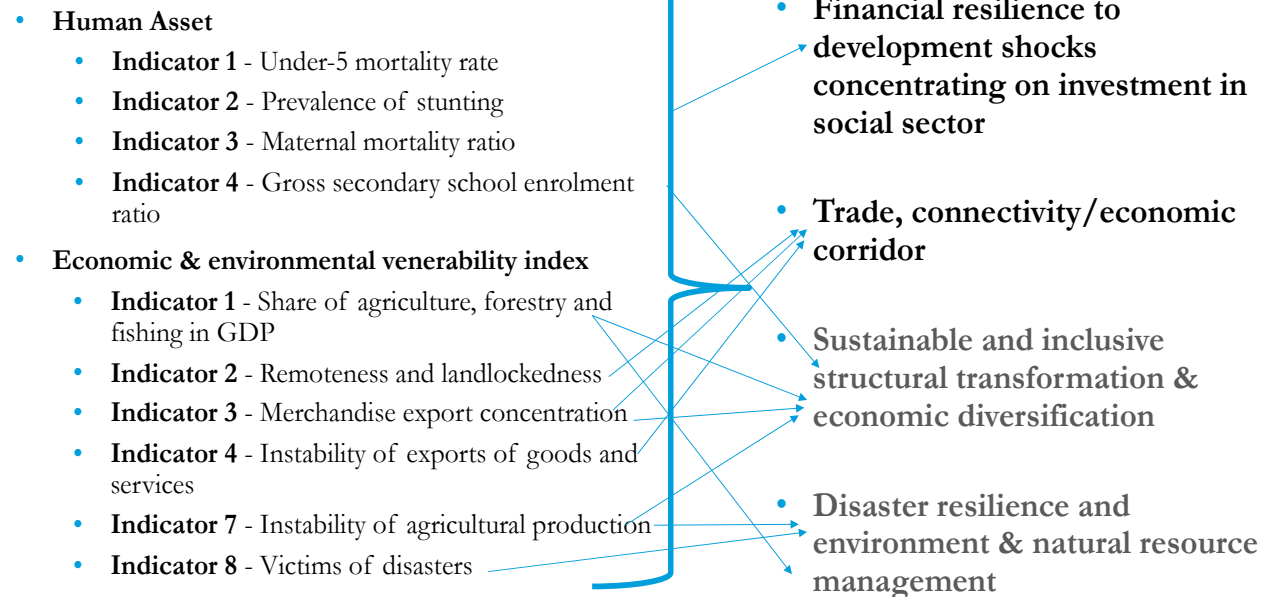 • Human Asset
• Indicator 1 - Under-5 mortality rate
• Indicator 2 - Prevalence of stunting
• Indicator 3 - Maternal mortality ratio
• Indicator 4 - Gross secondary school enrolment
ratio
• Economic & environmental venerability index
• Indicator 1 - Share of agriculture, forestry and
fishing in GDP
• Indicator 2 - Remoteness and landlockedness
• Indicator 3 - Merchandise export concentration
• Indicator 4 - Instability of exports of goods and
services
• Indicator 7 - Instability of agricultural production
• Indicator 8 - Victims of disasters
• Financial resilience to
development shocks
concentrating on investment in
social sector
• Trade, connectivity/economic
corridor
• Sustainable and inclusive
structural transformation &
economic diversification
• Disaster resilience and
environment & natural resource
management